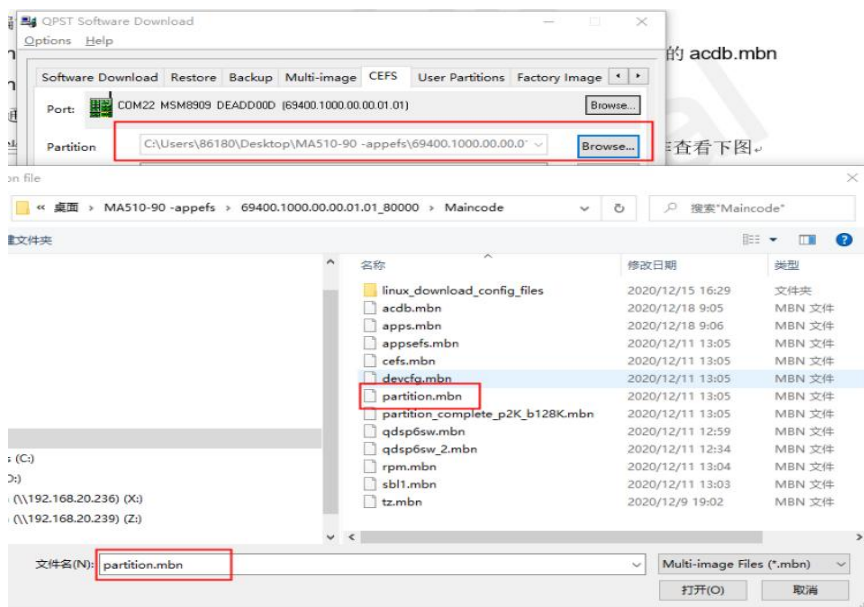 QPST Software Download
Options Help
的 acdb.mbn
Software Download Restore Backup Multi-image CEFS User Partitions Factory Image
Port: COM22 MSM8909 DEADD00D (69400.1000.00.00.01.01) Browse...
Partition C:\Users\86180\Desktop\MA510-90 -appefs\69400.1000.00.00.0 Browse...
查看下图
on file
« 桌面 › MA510-90 -appefs › 69400.1000.00.00.01.01_80000 › Maincode 搜索"Maincode"
建文件夹
名称 修改日期 类型
linux_download_config_files 2020/12/15 16:29 文件夹
acdb.mbn 2020/12/18 9:05 MBN 文件
apps.mbn 2020/12/18 9:06 MBN 文件
appsefs.mbn 2020/12/11 13:05 MBN 文件
cefs.mbn 2020/12/11 13:05 MBN 文件
devcfg.mbn 2020/12/11 13:05 MBN 文件
partition.mbn 2020/12/11 13:05 MBN 文件
partition_complete_p2K_b128K.mbn 2020/12/11 13:05 MBN 文件
qdsp6sw.mbn 2020/12/11 12:59 MBN 文件
qdsp6sw_2.mbn 2020/12/11 12:34 MBN 文件
rpm.mbn 2020/12/11 13:04 MBN 文件
sbl1.mbn 2020/12/11 13:03 MBN 文件
tz.mbn 2020/12/9 19:02 MBN 文件
(C:)
(\\192.168.20.236) (X:)
(\\192.168.20.239) (Z:)
文件名(N): partition.mbn Multi-image Files (*.mbn)
打开(O) 取消